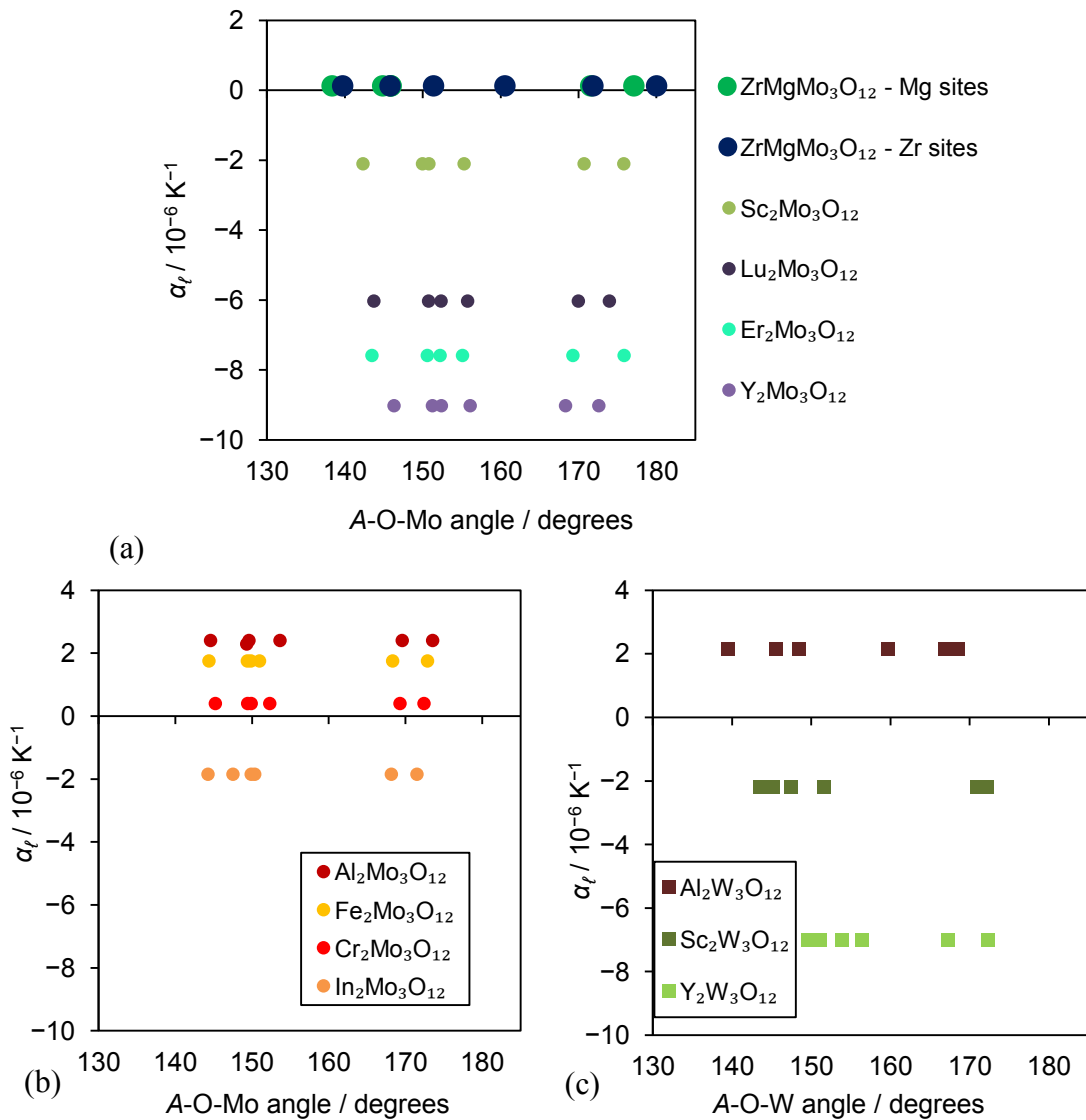 2
0
−2
−4
−6
−8
−10
130 140 150 160 170 180
αℓ / 10⁻⁶ K⁻¹
A-O-Mo angle / degrees
ZrMgMo₃O₁₂ - Mg sites
ZrMgMo₃O₁₂ - Zr sites
Sc₂Mo₃O₁₂
Lu₂Mo₃O₁₂
Er₂Mo₃O₁₂
Y₂Mo₃O₁₂
(a)
4
2
0
−2
−4
−6
−8
−10
130 140 150 160 170 180
αℓ / 10⁻⁶ K⁻¹
A-O-Mo angle / degrees
Al₂Mo₃O₁₂
Fe₂Mo₃O₁₂
Cr₂Mo₃O₁₂
In₂Mo₃O₁₂
(b)
4
2
0
−2
−4
−6
−8
−10
130 140 150 160 170 180
αℓ / 10⁻⁶ K⁻¹
A-O-W angle / degrees
Al₂W₃O₁₂
Sc₂W₃O₁₂
Y₂W₃O₁₂
(c)